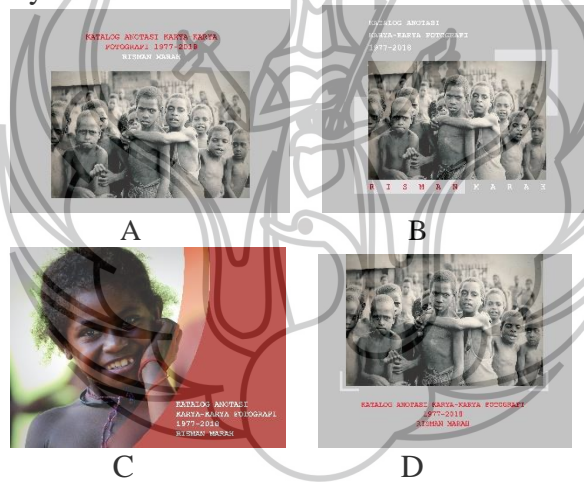 KATALOG ANOTASI KARYA KARYA
FOTOGRAFI 1977-2018
RISMAN MARAH
A
KATALOG ANOTASI
KARYA-KARYA FOTOGRAFI
1977-2018
R I S M A N M A R A H
B
KATALOG ANOTASI
KARYA-KARYA FOTOGRAFI
1977-2018
RISMAN MARAH
C
KATALOG ANOTASI KARYA-KARYA FOTOGRAFI
1977-2018
RISMAN MARAH
D